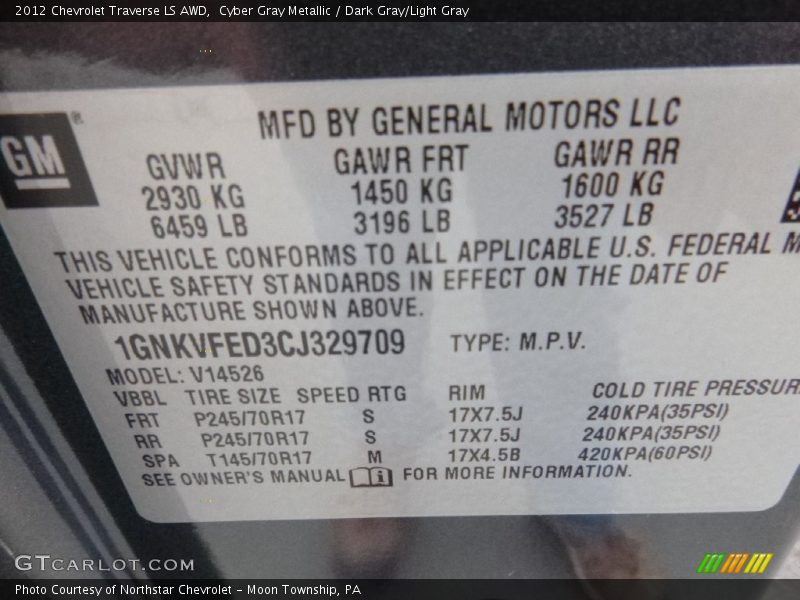 2012 Chevrolet Traverse LS AWD, Cyber Gray Metallic / Dark Gray/Light Gray
GM ®
MFD BY GENERAL MOTORS LLC
GVWR GAWR FRT GAWR RR
2930 KG 1450 KG 1600 KG
6459 LB 3196 LB 3527 LB
THIS VEHICLE CONFORMS TO ALL APPLICABLE U.S. FEDERAL M
VEHICLE SAFETY STANDARDS IN EFFECT ON THE DATE OF
MANUFACTURE SHOWN ABOVE.
1GNKVFED3CJ329709 TYPE: M.P.V.
MODEL: V14526
VBBL TIRE SIZE SPEED RTG RIM COLD TIRE PRESSUR
FRT P245/70R17 S 17X7.5J 240KPA(35PSI)
RR P245/70R17 S 17X7.5J 240KPA(35PSI)
SPA T145/70R17 M 17X4.5B 420KPA(60PSI)
SEE OWNER'S MANUAL i FOR MORE INFORMATION.
GTCARLOT.COM
Photo Courtesy of Northstar Chevrolet – Moon Township, PA